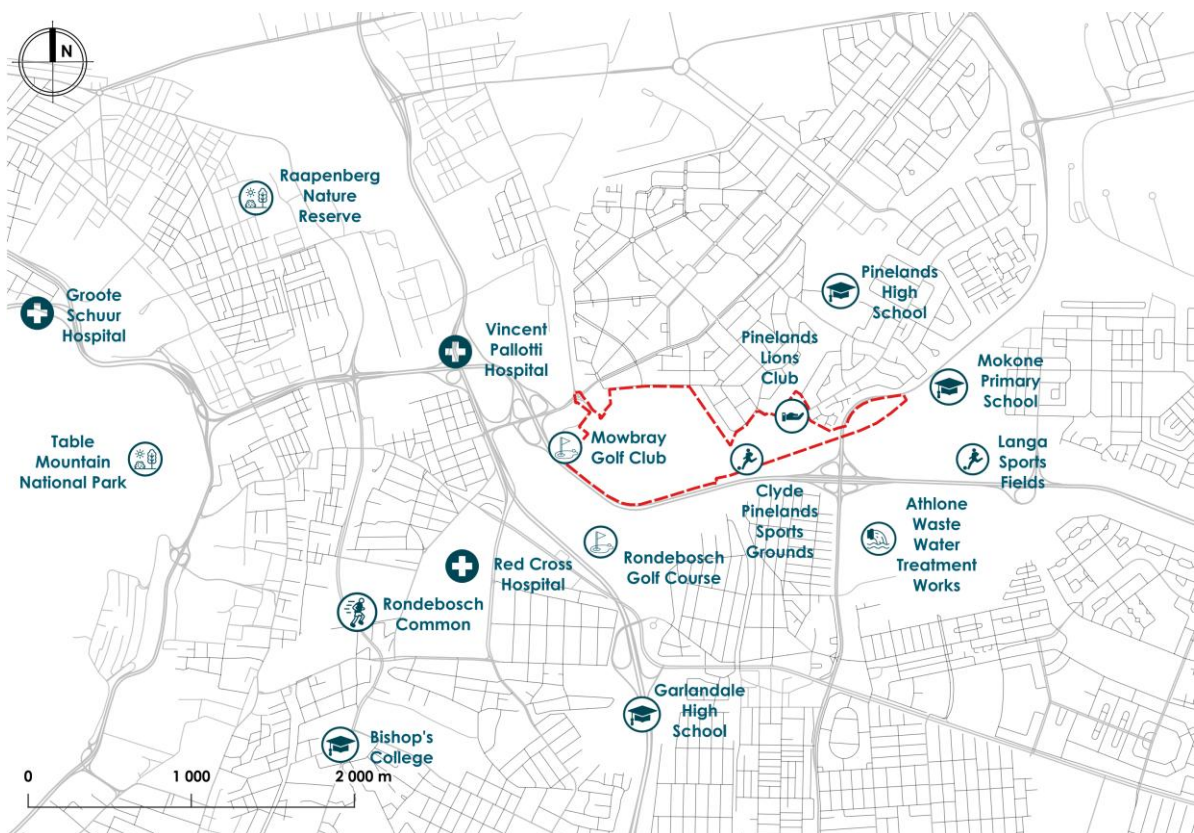 N
Raapenberg
Nature
Reserve
Groote
Schuur
Hospital
Vincent
Pallotti
Hospital
Pinelands
High
School
Pinelands
Lions
Club
Mokone
Primary
School
Table
Mountain
National Park
Mowbray
Golf Club
Langa
Sports
Fields
Clyde
Pinelands
Sports
Grounds
Athlone
Waste
Water
Treatment
Works
Red Cross
Hospital
Rondebosch
Golf Course
Rondebosch
Common
Garlandale
High
School
Bishop's
College
0 1 000 2 000 m